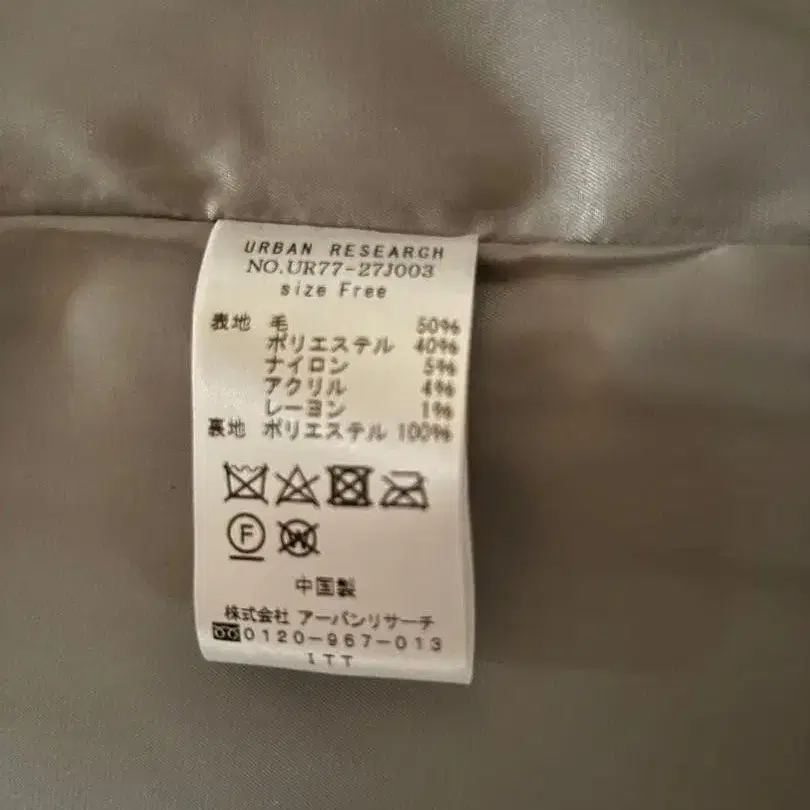 URBAN RESEARCH
NO.UR77-27J003
size Free
表地 毛 50%
ポリエステル 40%
ナイロン 5%
アクリル 4%
レーヨン 1%
裏地 ポリエステル 100%
F W
中国製
株式会社 アーバンリサーチ
0120-967-013
ITT